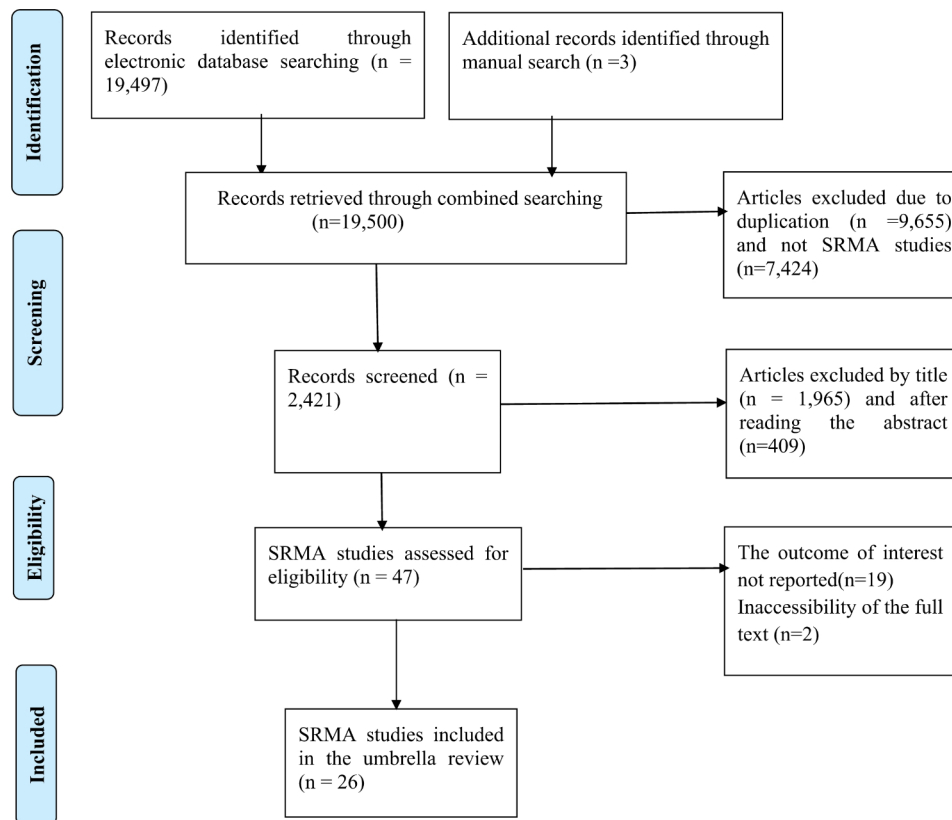 Identification
Records identified through
electronic database searching (n =
19,497)
Additional records identified through
manual search (n =3)
Records retrieved through combined searching
(n=19,500)
Articles excluded due to
duplication (n =9,655)
and not SRMA studies
(n=7,424)
Screening
Records screened (n =
2,421)
Articles excluded by title
(n = 1,965) and after
reading the abstract
(n=409)
Eligibility
SRMA studies assessed for
eligibility (n = 47)
The outcome of interest
not reported(n=19)
Inaccessibility of the full
text (n=2)
Included
SRMA studies included
in the umbrella review
(n = 26)